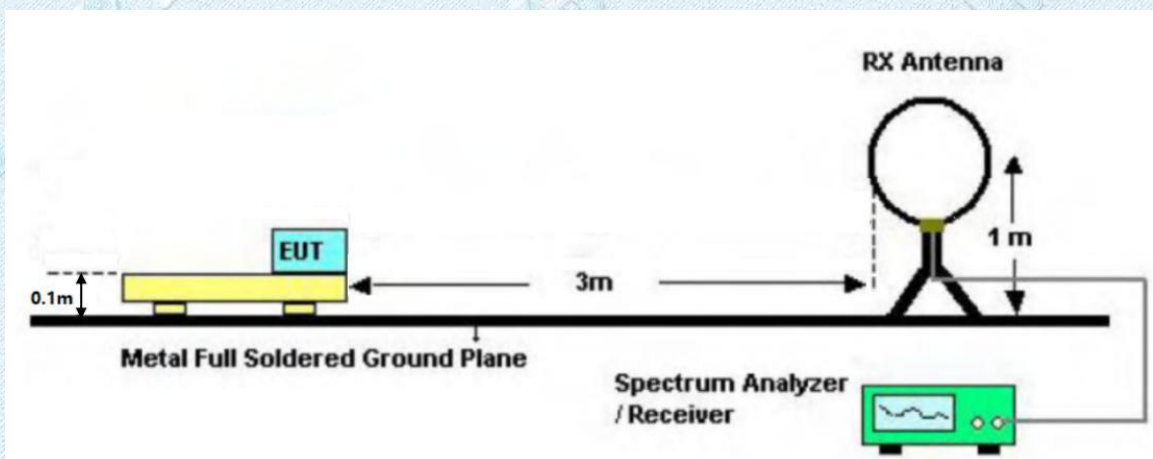 RX Antenna
EUT
1 m
3m
0.1m
Metal Full Soldered Ground Plane
Spectrum Analyzer
/ Receiver